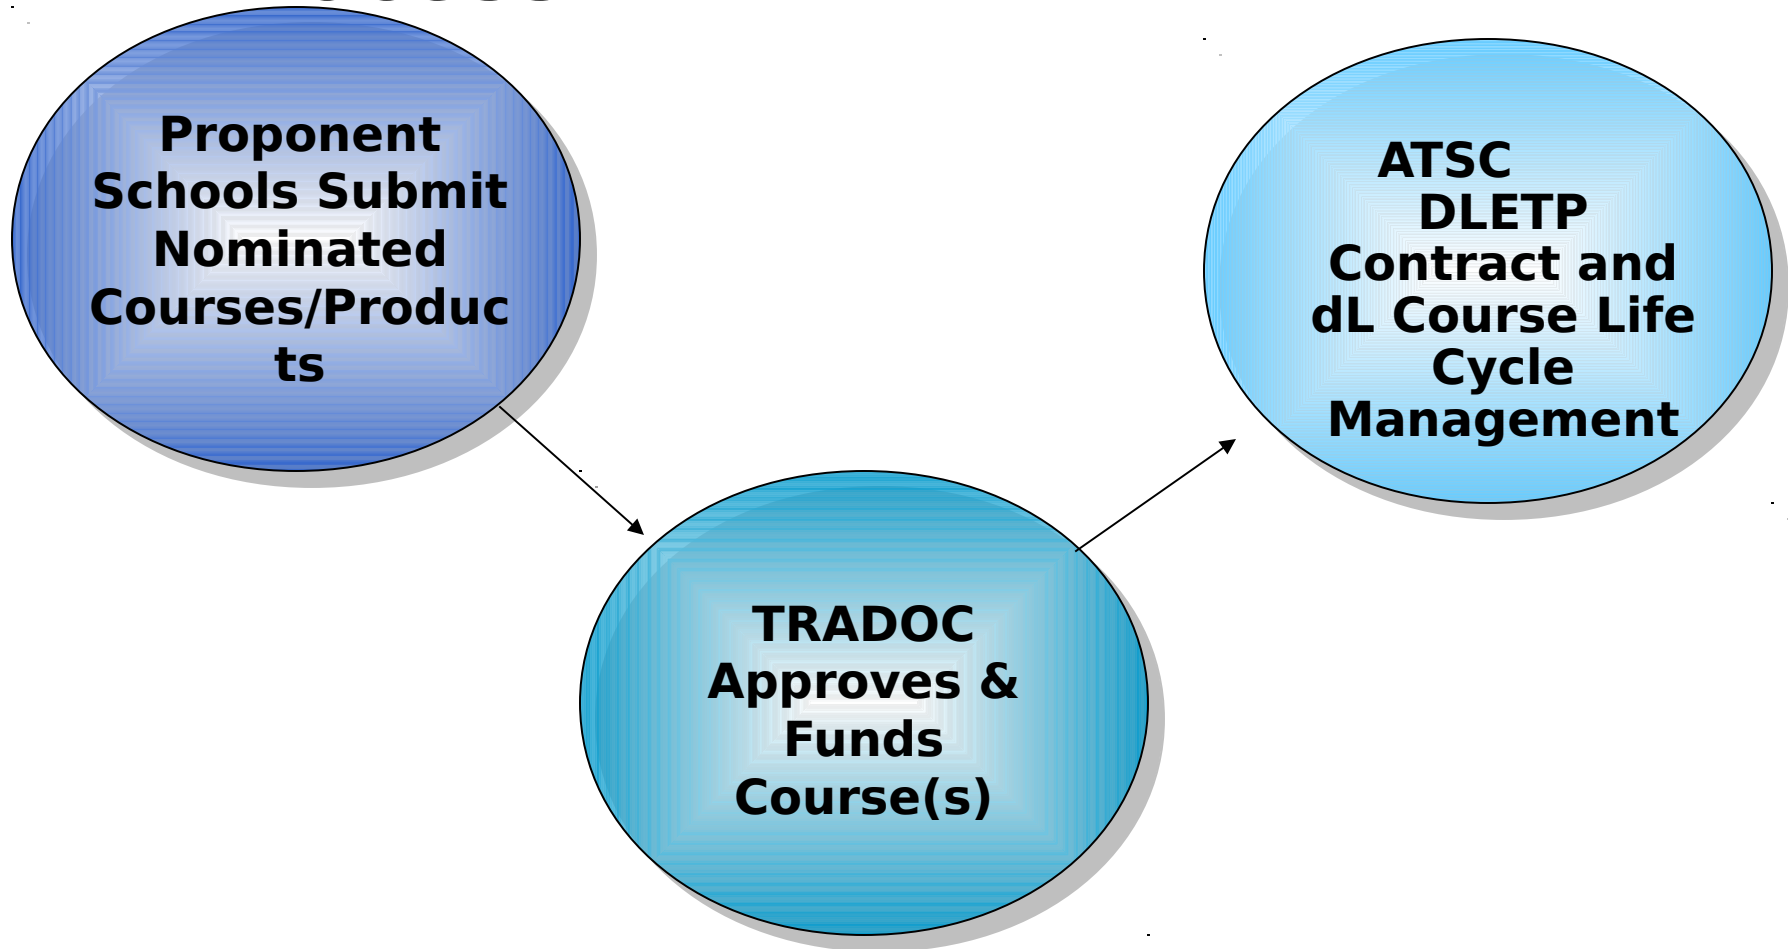 Proponent
Schools Submit
Nominated
Courses/Produc
ts
ATSC
DLETP
Contract and
dL Course Life
Cycle
Management
TRADOC
Approves &
Funds
Course(s)